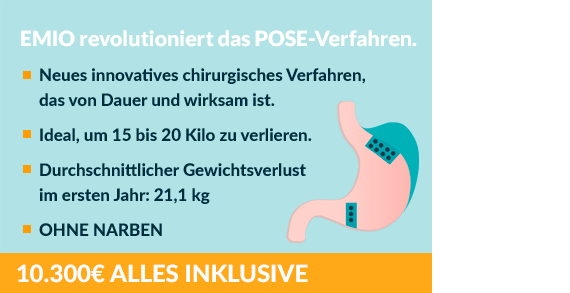 EMIO revolutioniert das POSE-Verfahren.
Neues innovatives chirurgisches Verfahren,
das von Dauer und wirksam ist.
Ideal, um 15 bis 20 Kilo zu verlieren.
Durchschnittlicher Gewichtsverlust
im ersten Jahr: 21,1 kg
OHNE NARBEN
10.300€ ALLES INKLUSIVE